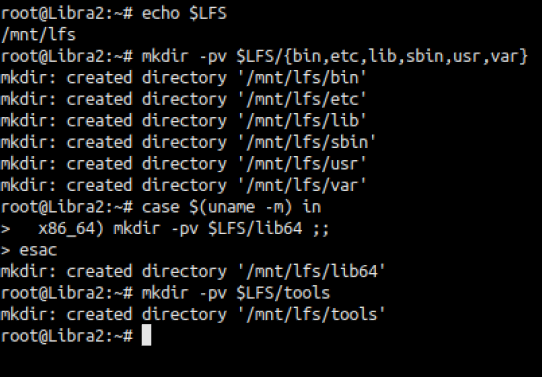 root@Libra2:~# echo $LFS
/mnt/lfs
root@Libra2:~# mkdir -pv $LFS/{bin,etc,lib,sbin,usr,var}
mkdir: created directory '/mnt/lfs/bin'
mkdir: created directory '/mnt/lfs/etc'
mkdir: created directory '/mnt/lfs/lib'
mkdir: created directory '/mnt/lfs/sbin'
mkdir: created directory '/mnt/lfs/usr'
mkdir: created directory '/mnt/lfs/var'
root@Libra2:~# case $(uname -m) in
>   x86_64) mkdir -pv $LFS/lib64 ;;
> esac
mkdir: created directory '/mnt/lfs/lib64'
root@Libra2:~# mkdir -pv $LFS/tools
mkdir: created directory '/mnt/lfs/tools'
root@Libra2:~#